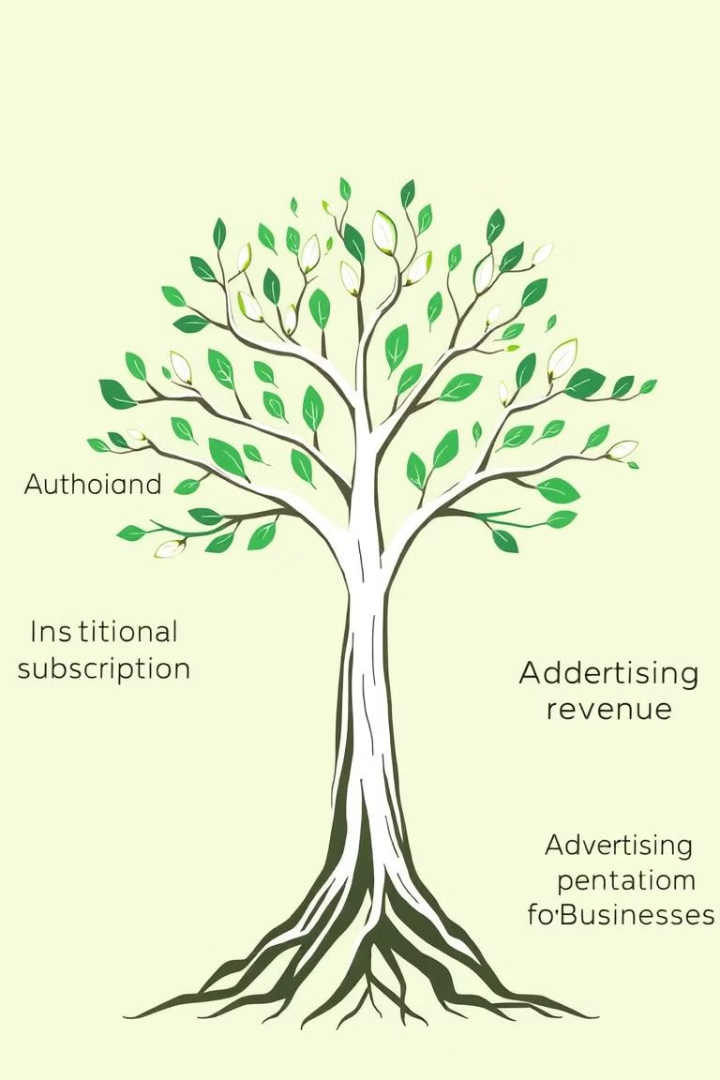 Authoiand
Ins titional
subscription
Addertising
revenue
Advertising
pentatiom
fo'Businesses